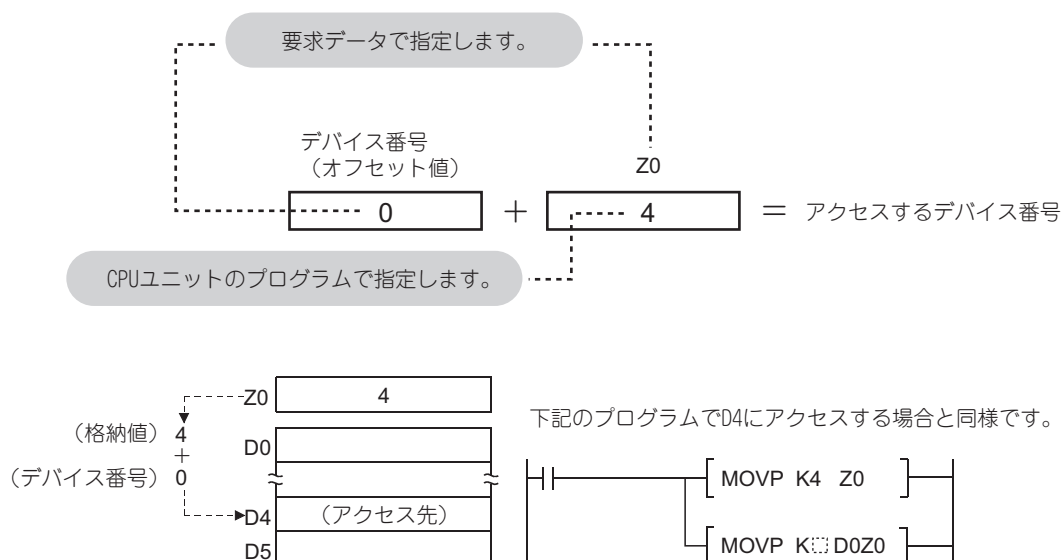 要求データで指定します。
デバイス番号
（オフセット値）
Z0
0 + 4 = アクセスするデバイス番号
CPUユニットのプログラムで指定します。
Z0 4
下記のプログラムでD4にアクセスする場合と同様です。
（格納値） 4
+
（デバイス番号） 0
D0
D4 （アクセス先）
D5
MOVP K4 Z0
MOVP K D0Z0